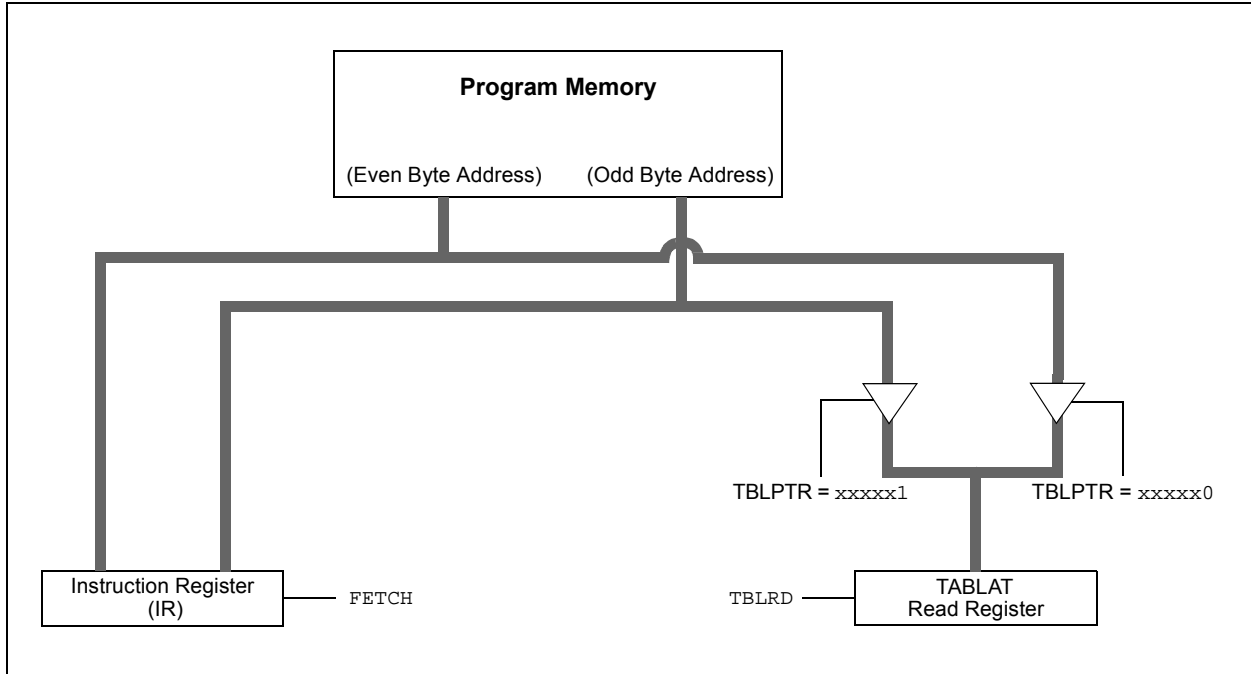 Program Memory
(Even Byte Address) (Odd Byte Address)
TBLPTR = xxxxx1 TBLPTR = xxxxx0
Instruction Register
(IR)
FETCH
TBLRD
TABLAT
Read Register